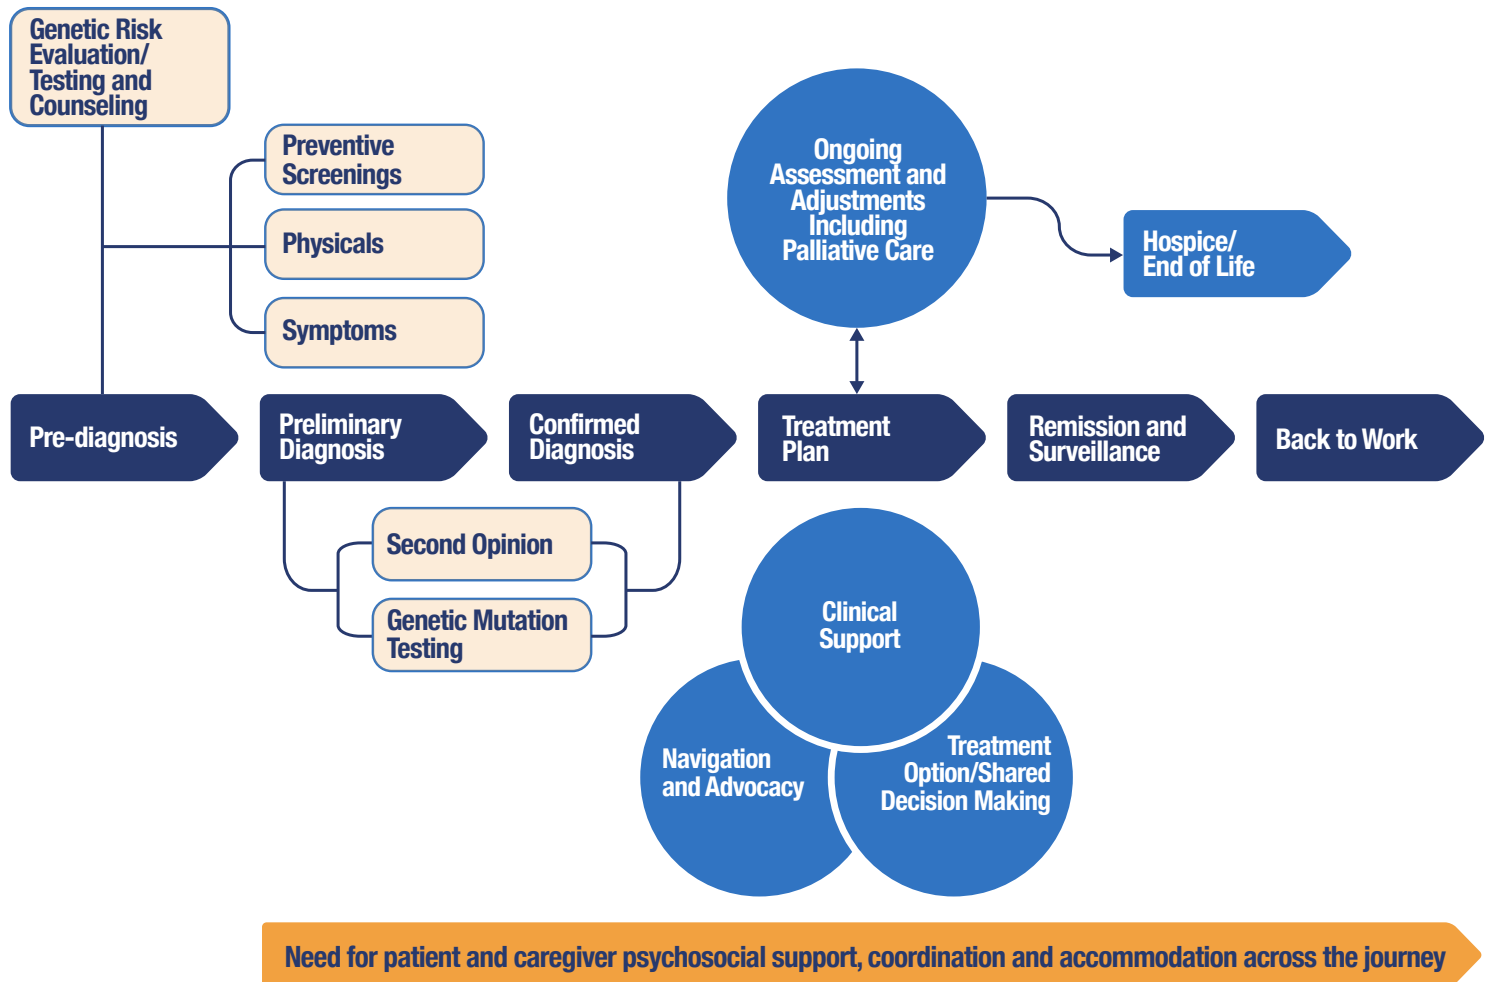 Genetic Risk
Evaluation/
Testing and
Counseling
Preventive
Screenings
Physicals
Symptoms
Ongoing
Assessment and
Adjustments
Including
Palliative Care
Hospice/
End of Life
Pre-diagnosis
Preliminary
Diagnosis
Confirmed
Diagnosis
Treatment
Plan
Remission and
Surveillance
Back to Work
Second Opinion
Genetic Mutation
Testing
Clinical
Support
Navigation
and Advocacy
Treatment
Option/Shared
Decision Making
Need for patient and caregiver psychosocial support, coordination and accommodation across the journey